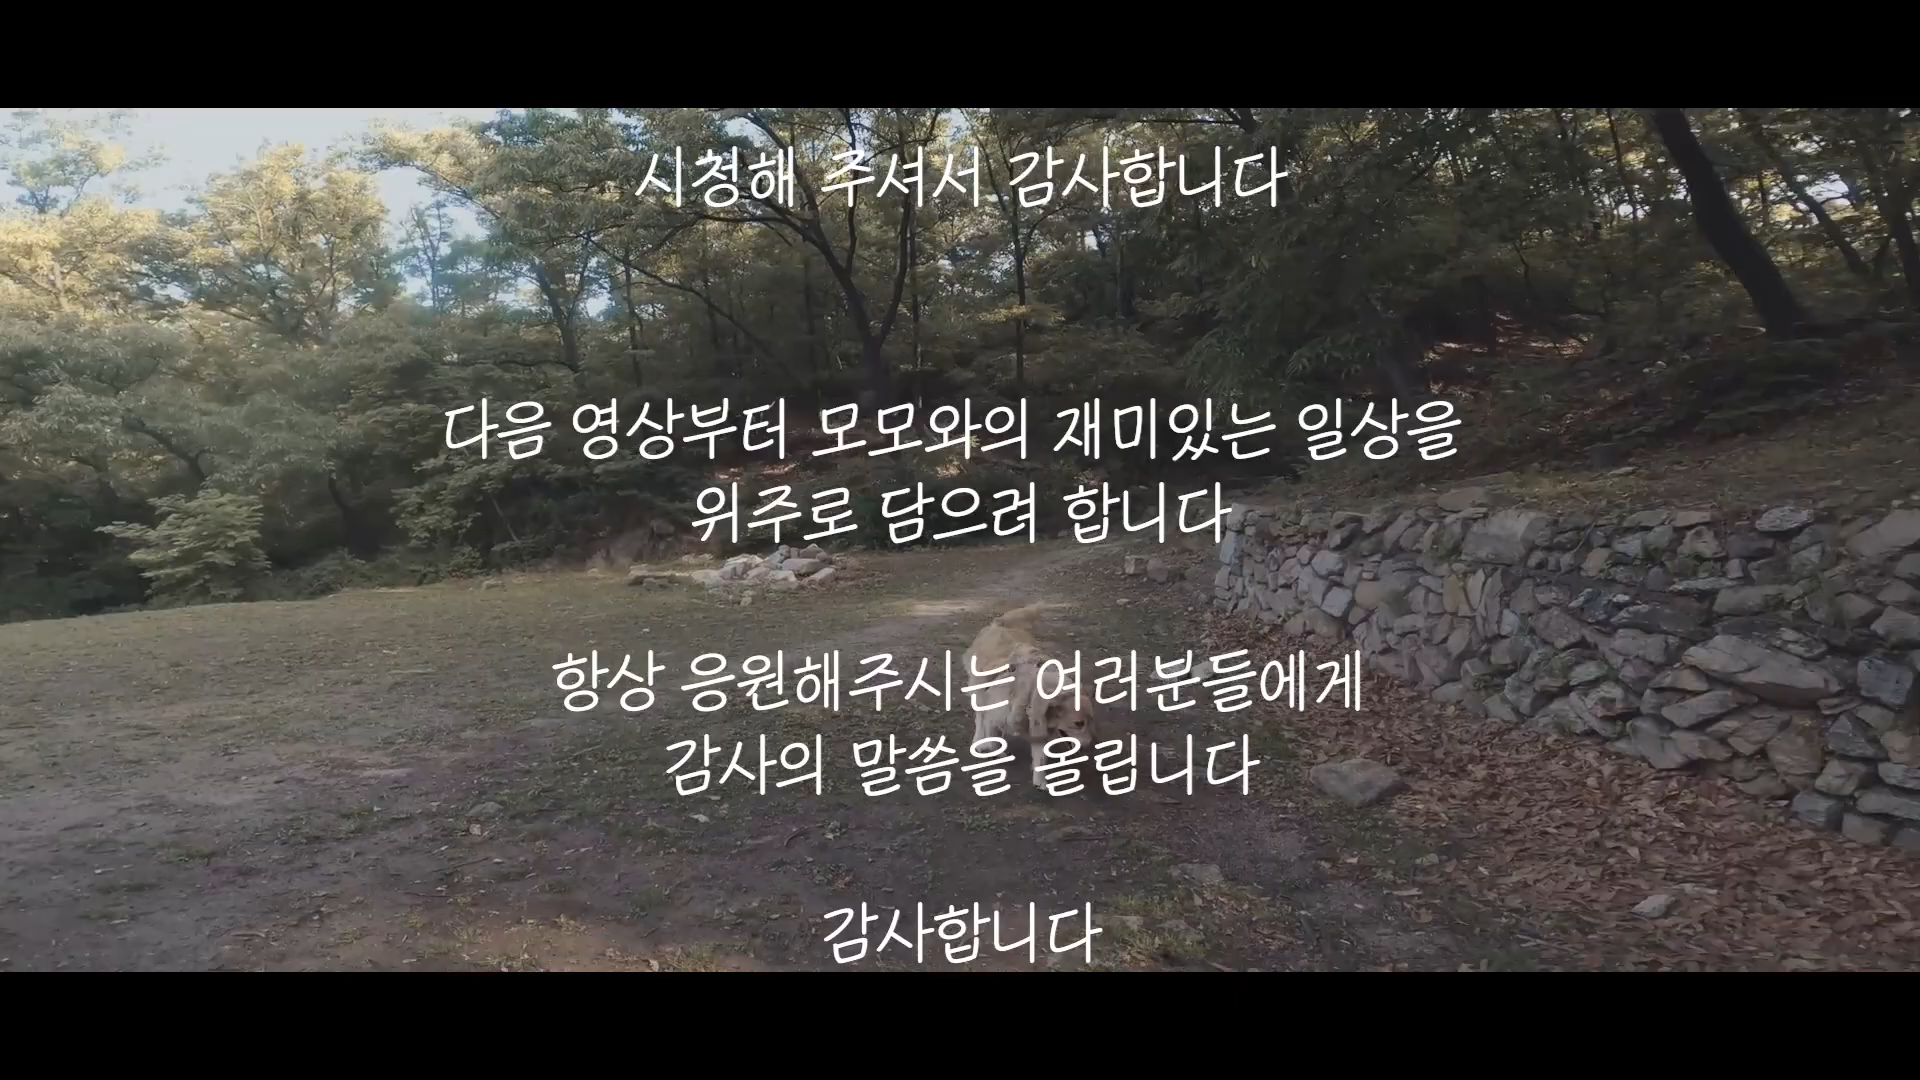 시청해 주셔서 감사합니다
다음 영상부터 모모와의 재미있는 일상을
위주로 담으려 합니다
항상 응원해주시는 여러분들에게
감사의 말씀을 올립니다
감사합니다